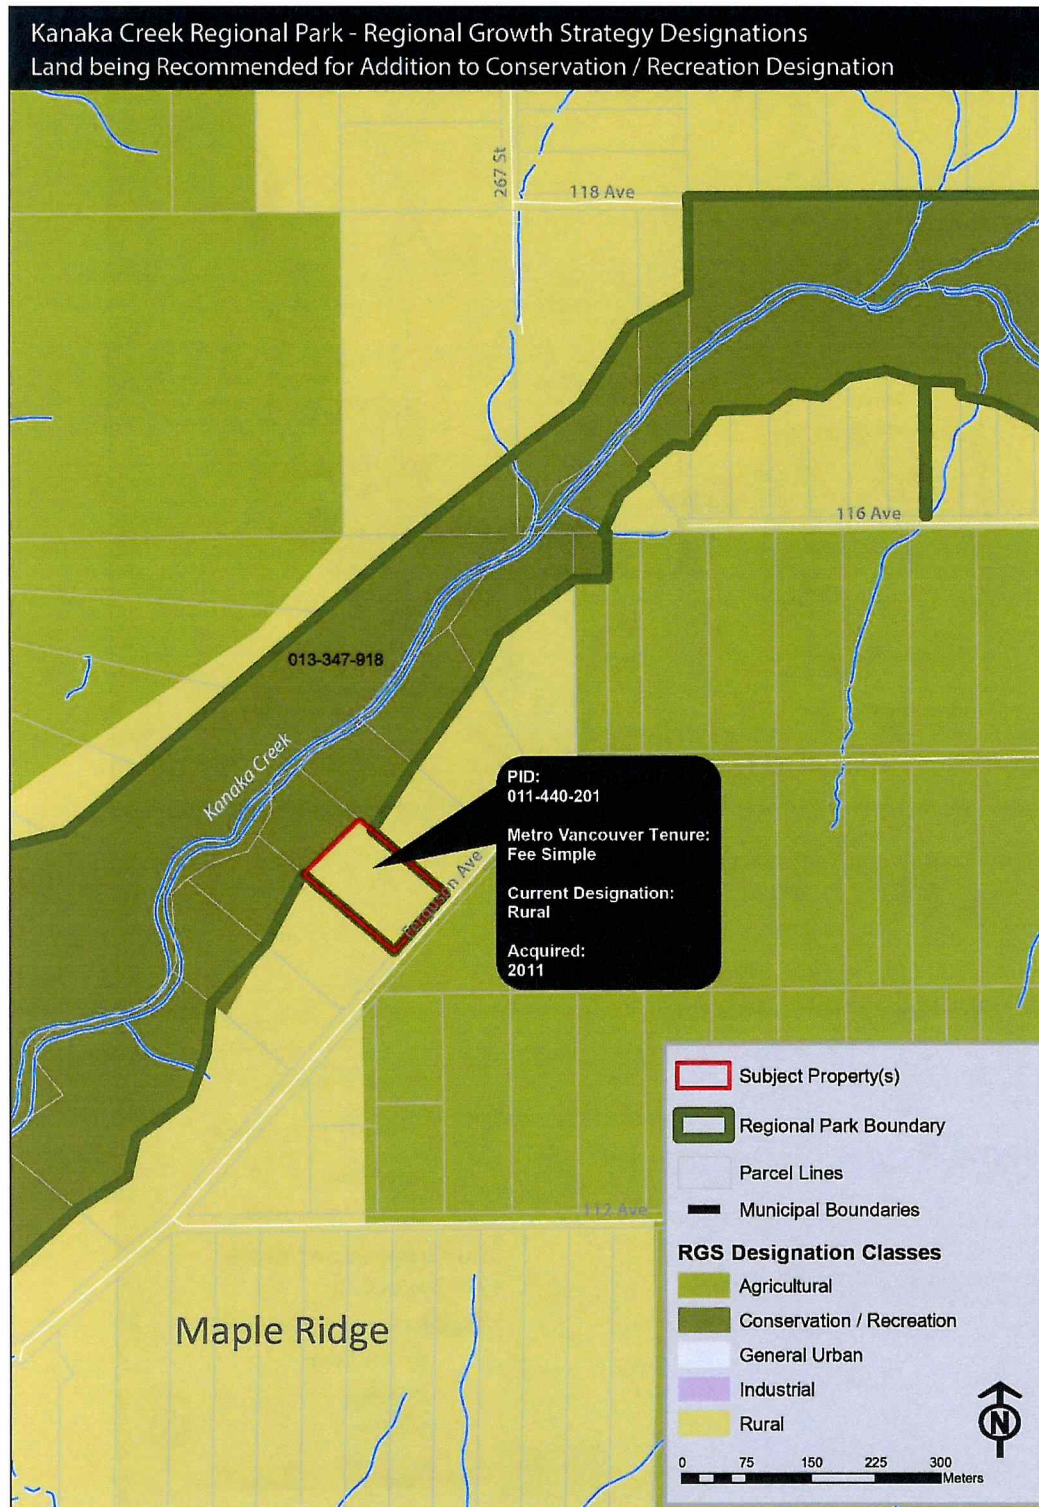 Kanaka Creek Regional Park - Regional Growth Strategy Designations
Land being Recommended for Addition to Conservation / Recreation Designation
267 St
118 Ave
116 Ave
013-347-918
Kanaka Creek
PID:
011-440-201
Metro Vancouver Tenure:
Fee Simple
Current Designation:
Rural
Acquired:
2011
Ferguson Ave
112 Ave
Maple Ridge
Subject Property(s)
Regional Park Boundary
Parcel Lines
Municipal Boundaries
RGS Designation Classes
Agricultural
Conservation / Recreation
General Urban
Industrial
Rural
N
0 75 150 225 300
Meters